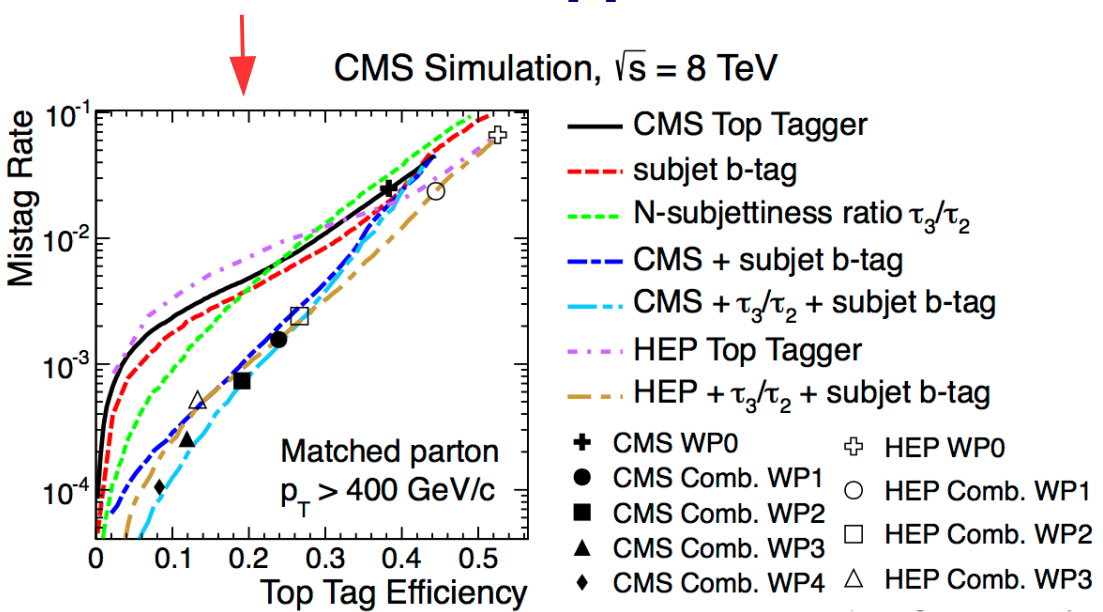 CMS Simulation, √s = 8 TeV
Mistag Rate
10⁻¹
10⁻²
10⁻³
10⁻⁴
0
0.1
0.2
0.3
0.4
0.5
Top Tag Efficiency
Matched parton
p_T > 400 GeV/c
CMS Top Tagger
subjet b-tag
N-subjettiness ratio τ₃/τ₂
CMS + subjet b-tag
CMS + τ₃/τ₂ + subjet b-tag
HEP Top Tagger
HEP + τ₃/τ₂ + subjet b-tag
CMS WP0
CMS Comb. WP1
CMS Comb. WP2
CMS Comb. WP3
CMS Comb. WP4
HEP WP0
HEP Comb. WP1
HEP Comb. WP2
HEP Comb. WP3